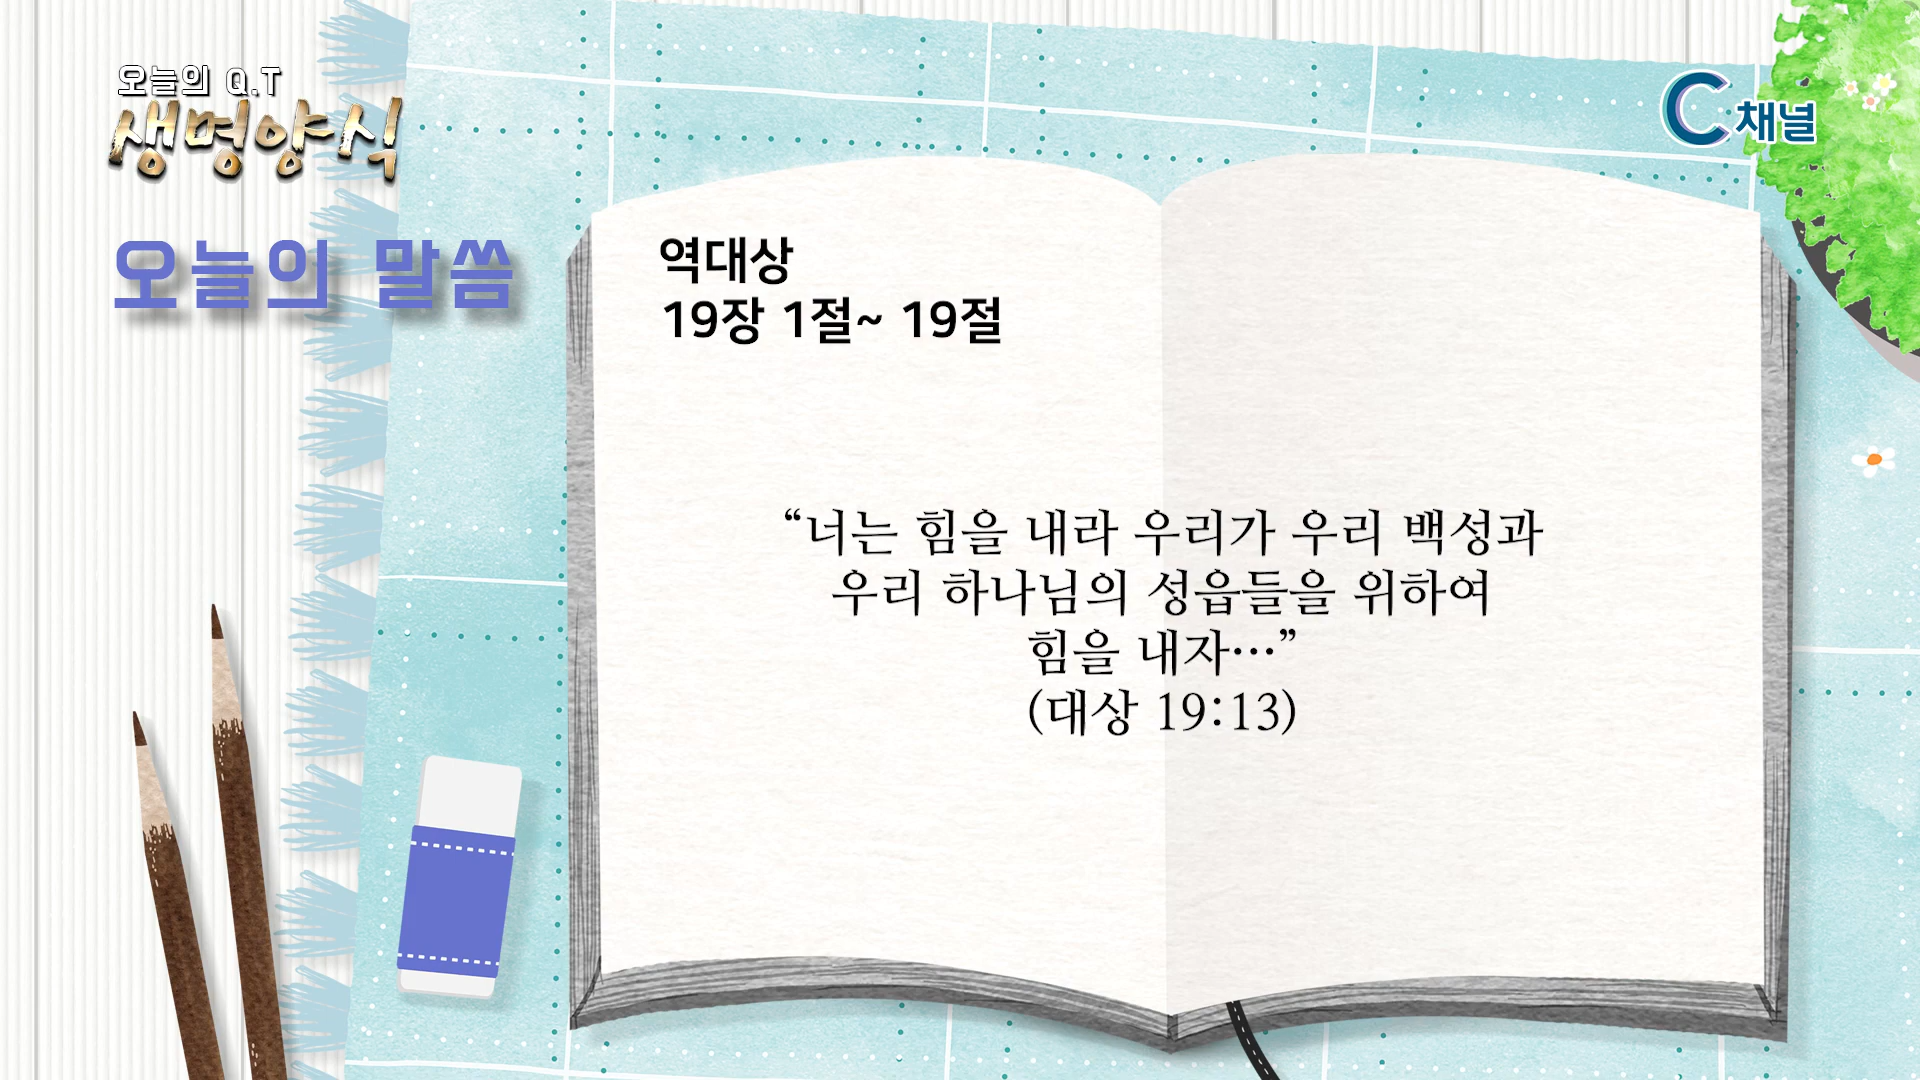 오늘의 Q.T
생명양식
C채널
오늘의 말씀
역대상
19장 1절~ 19절
“너는 힘을 내라 우리가 우리 백성과
우리 하나님의 성읍들을 위하여
힘을 내자…”
(대상 19:13)